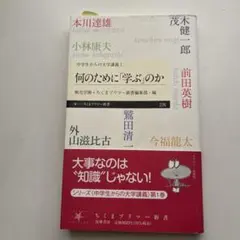 本川達雄
茂木健一郎
小林康夫
中学生からの大学講義1
何のために「学ぶ」のか
前田英樹
桐光学園+ちくまプリマー新書編集部・編
鷲田清一
外山滋比古
今福龍太
大事なのは
“知識”じゃない!
シリーズ《中学生からの大学講義》第1巻
ちくまプリマー新書